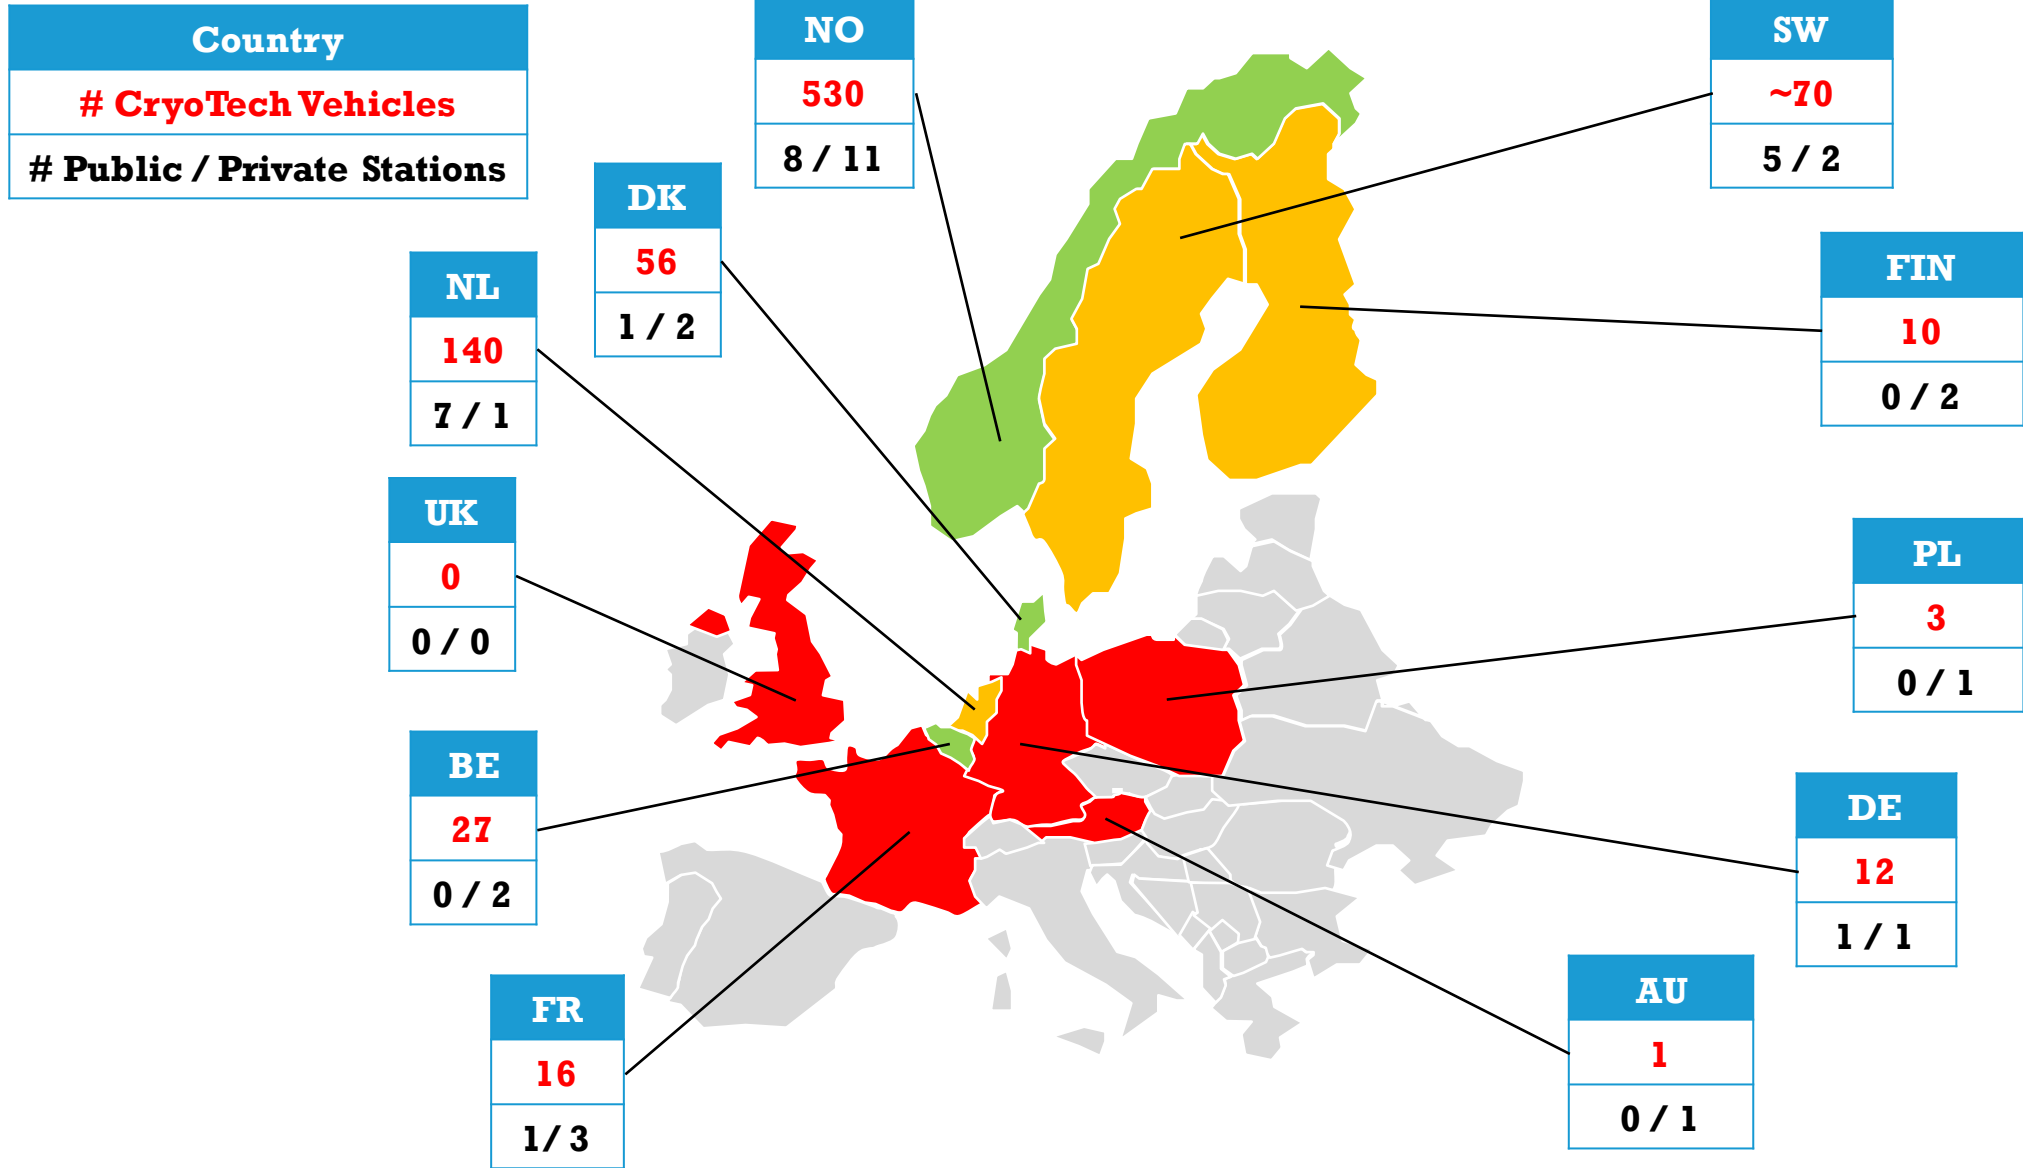 Country
# CryoTech Vehicles
# Public / Private Stations
NO
530
8 / 11
SW
~70
5 / 2
DK
56
1 / 2
FIN
10
0 / 2
NL
140
7 / 1
UK
0
0 / 0
PL
3
0 / 1
BE
27
0 / 2
DE
12
1 / 1
AU
1
0 / 1
FR
16
1/ 3